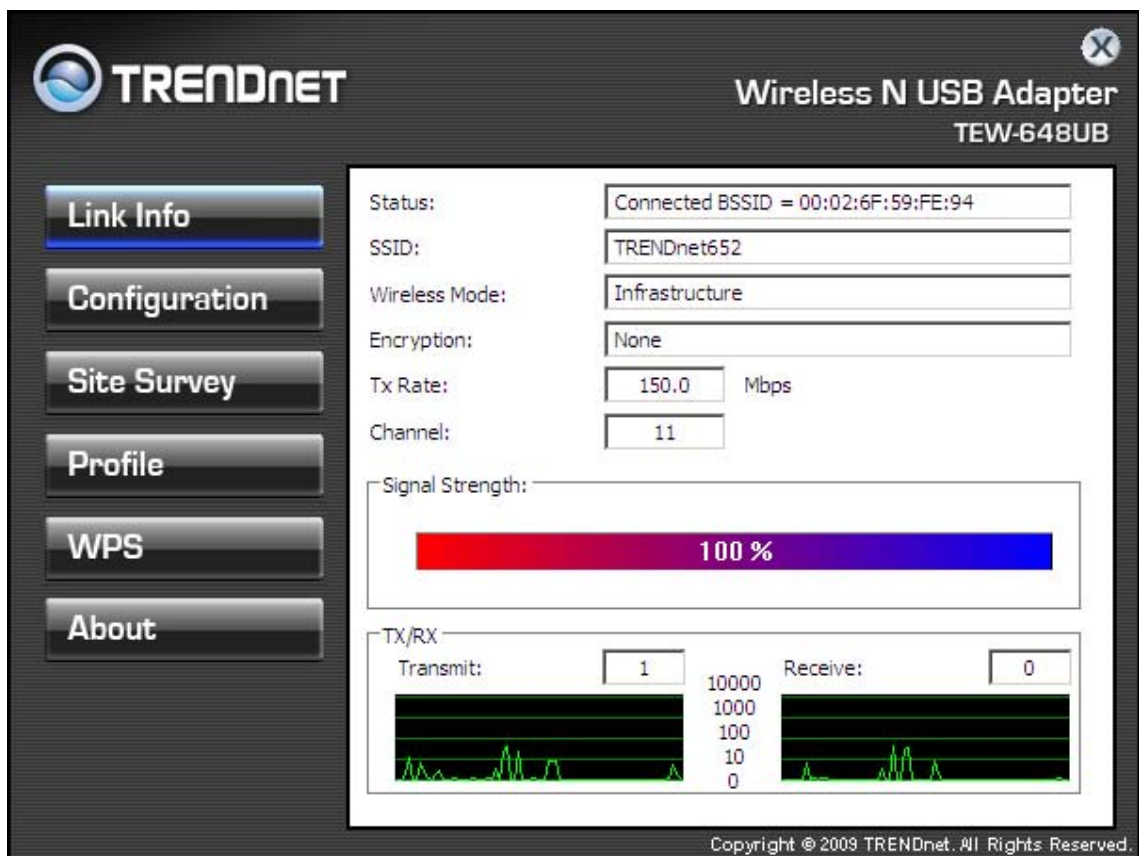 TRENDNET
X
Wireless N USB Adapter
TEW-648UB
Link Info
Configuration
Site Survey
Profile
WPS
About
Status: Connected BSSID = 00:02:6F:59:FE:94
SSID: TRENDnet652
Wireless Mode: Infrastructure
Encryption: None
Tx Rate: 150.0 Mbps
Channel: 11
Signal Strength:
100 %
TX/RX
Transmit: 1
10000
1000
100
10
0
Receive: 0
Copyright © 2009 TRENDnet. All Rights Reserved.